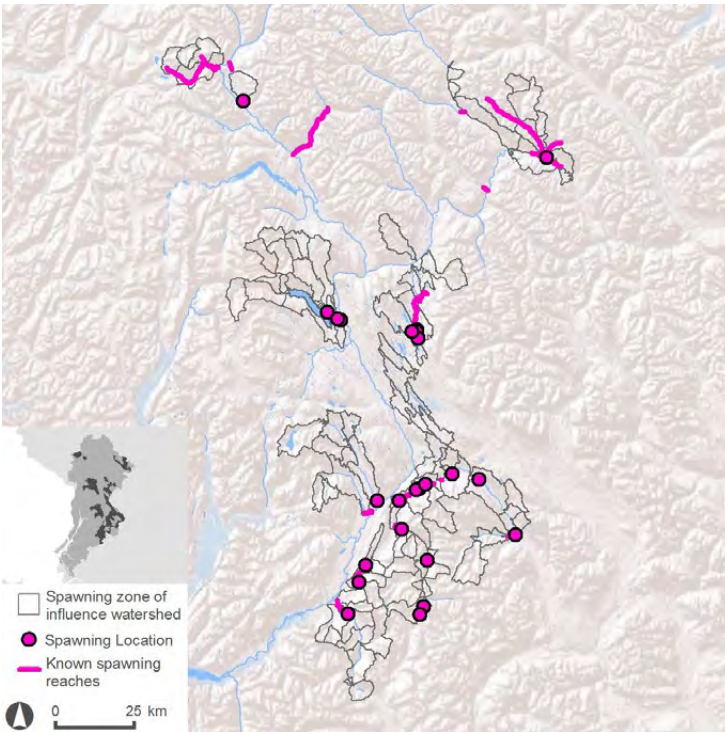 Spawning zone of
influence watershed
Spawning Location
Known spawning
reaches
0 25 km